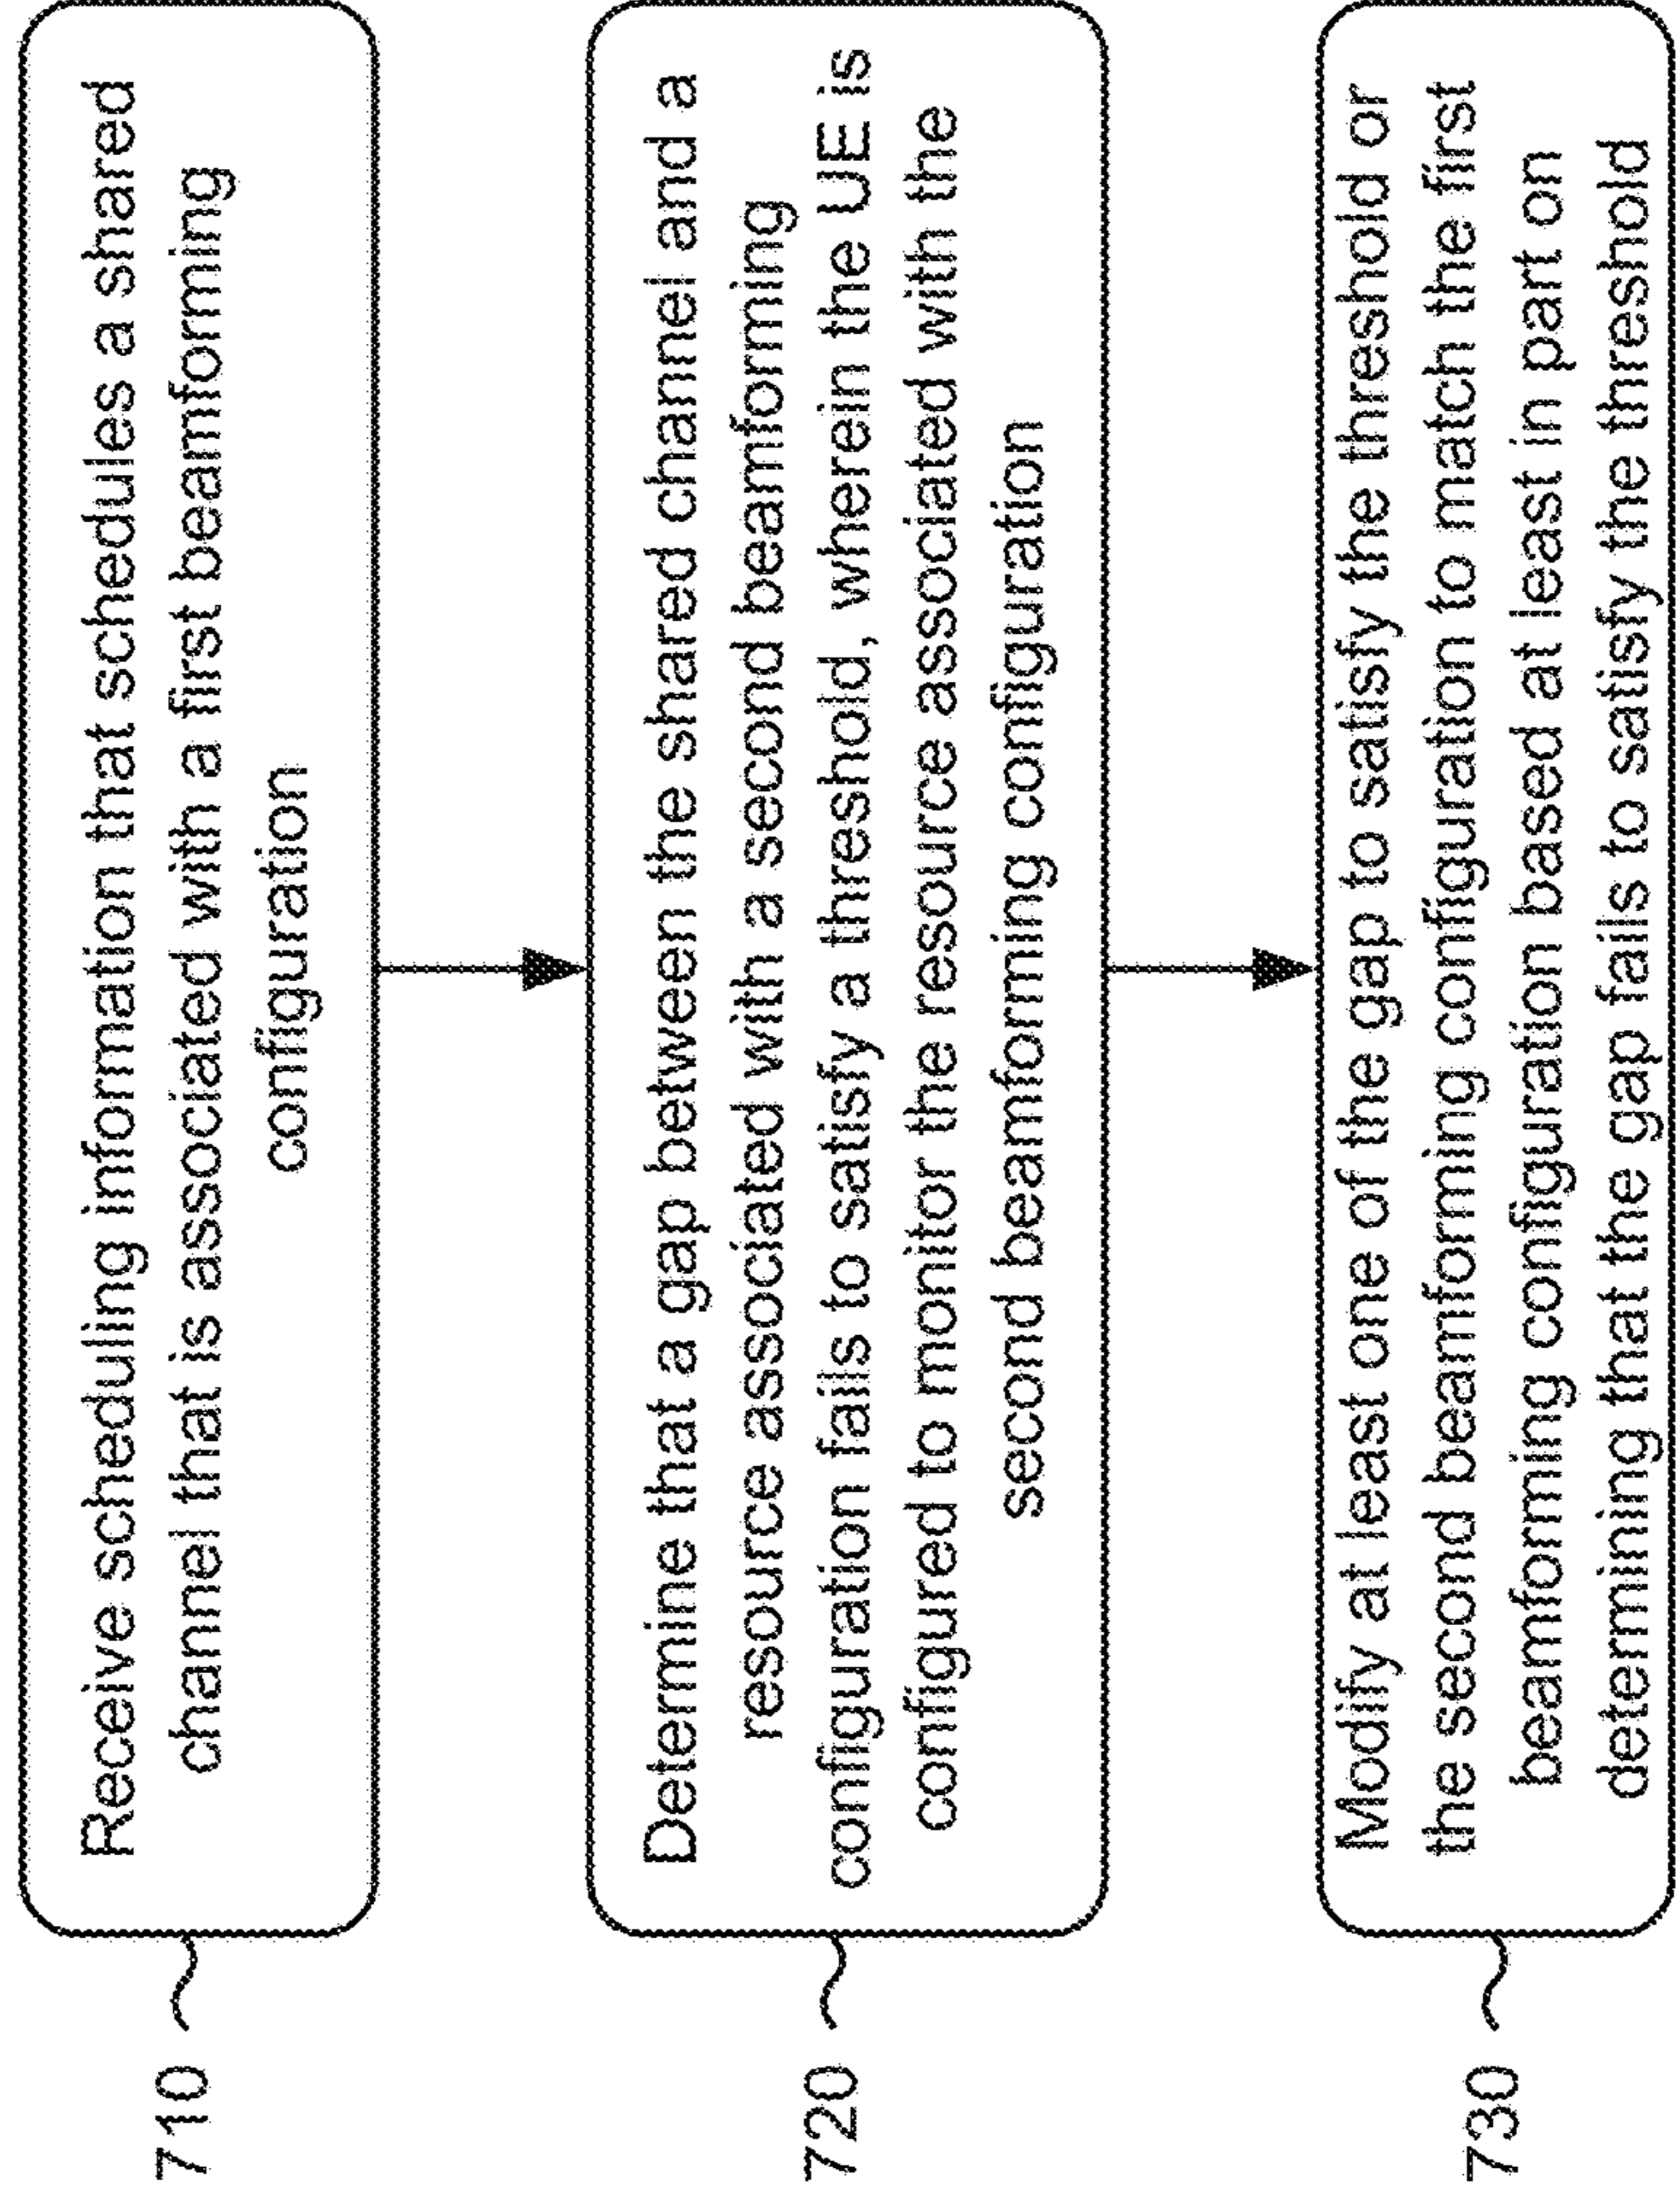 710
Receive scheduling information that schedules a shared
channel that is associated with a first beamforming
configuration
720
Determine that a gap between the shared channel and a
resource associated with a second beamforming
configuration fails to satisfy a threshold, wherein the UE is
configured to monitor the resource associated with the
second beamforming configuration
730
Modify at least one of the gap to satisfy the threshold or
the second beamforming configuration to match the first
beamforming configuration based at least in part on
determining that the gap fails to satisfy the threshold